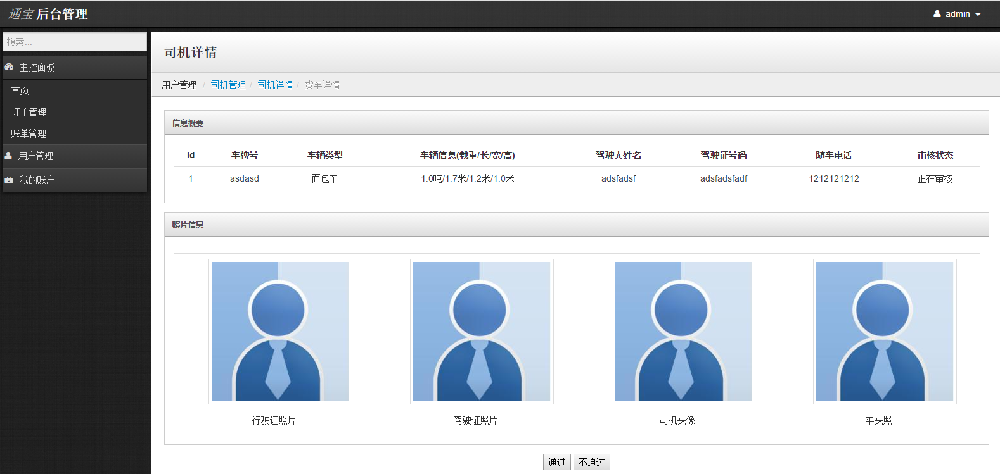 通宝 后台管理
admin
搜索...
主控面板
首页
订单管理
账单管理
用户管理
我的账户
司机详情
用户管理 / 司机管理 / 司机详情 / 货车详情
信息概要
id 车牌号 车辆类型 车辆信息(载重/长/宽/高) 驾驶人姓名 驾驶证号码 随车电话 审核状态
1 asdasd 面包车 1.0吨/1.7米/1.2米/1.0米 adsfadsf adsfadsfadf 1212121212 正在审核
照片信息
行驶证照片 驾驶证照片 司机头像 车头照
通过 不通过